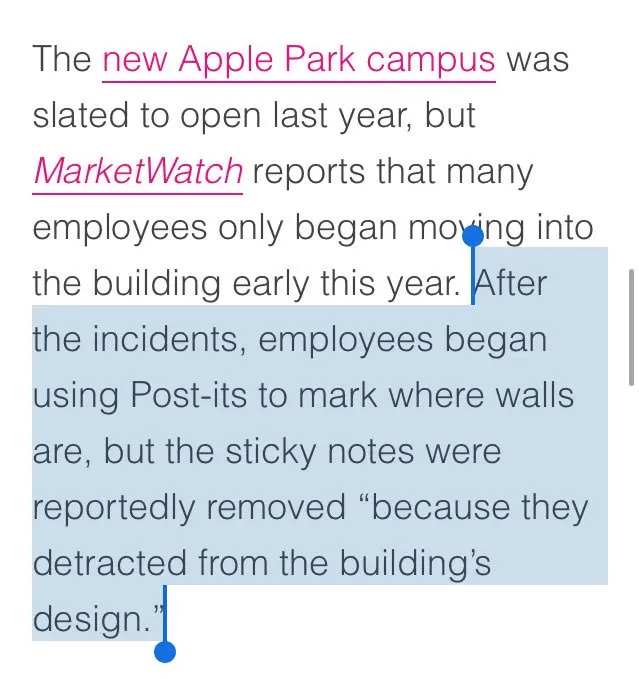 The new Apple Park campus was
slated to open last year, but
MarketWatch reports that many
employees only began moving into
the building early this year. After
the incidents, employees began
using Post-its to mark where walls
are, but the sticky notes were
reportedly removed “because they
detracted from the building’s
design.”